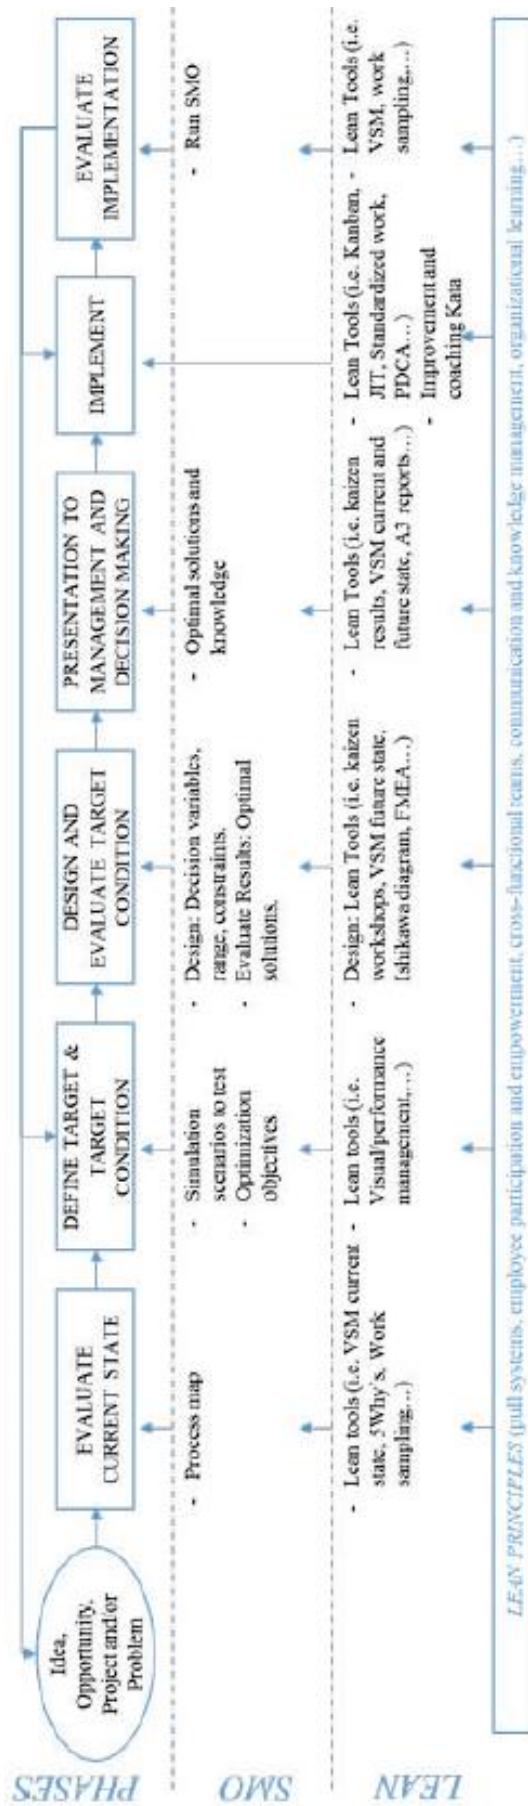 PHASES
Idea,
Opportunity,
Project and/or
Problem
EVALUATE
CURRENT STATE
DEFINE TARGET &
TARGET
CONDITION
DESIGN AND
EVALUATE TARGET
CONDITION
PRESENTATION TO
MANAGEMENT AND
DECISION MAKING
IMPLEMENT
EVALUATE
IMPLEMENTATION
SMO
- Process map
- Simulation
scenarios to test
- Optimization
objectives
- Design: Decision variables,
range, constraints.
- Evaluate Results: Optimal
solutions.
- Optimal solutions and
knowledge
- Run SMO
LEAN
- Lean tools (i.e. VSM current
state, 5Why's, Work
sampling,…)
- Lean tools (i.e.
Visual/performance
management,…)
- Design: Lean Tools (i.e. kaizen
workshops, VSM future state,
Ishikawa diagram, FMEA…)
- Lean Tools (i.e. kaizen
results, VSM current and
future state, A3 reports…)
- Lean Tools (i.e. Kanban,
JIT, Standardized work,
PDCA…)
- Improvement and
coaching Kata
- Lean Tools (i.e.
VSM, work
sampling,…)
LEAN PRINCIPLES (pull systems, employee participation and empowerment, cross-functional teams, communication and knowledge management, organizational learning…)